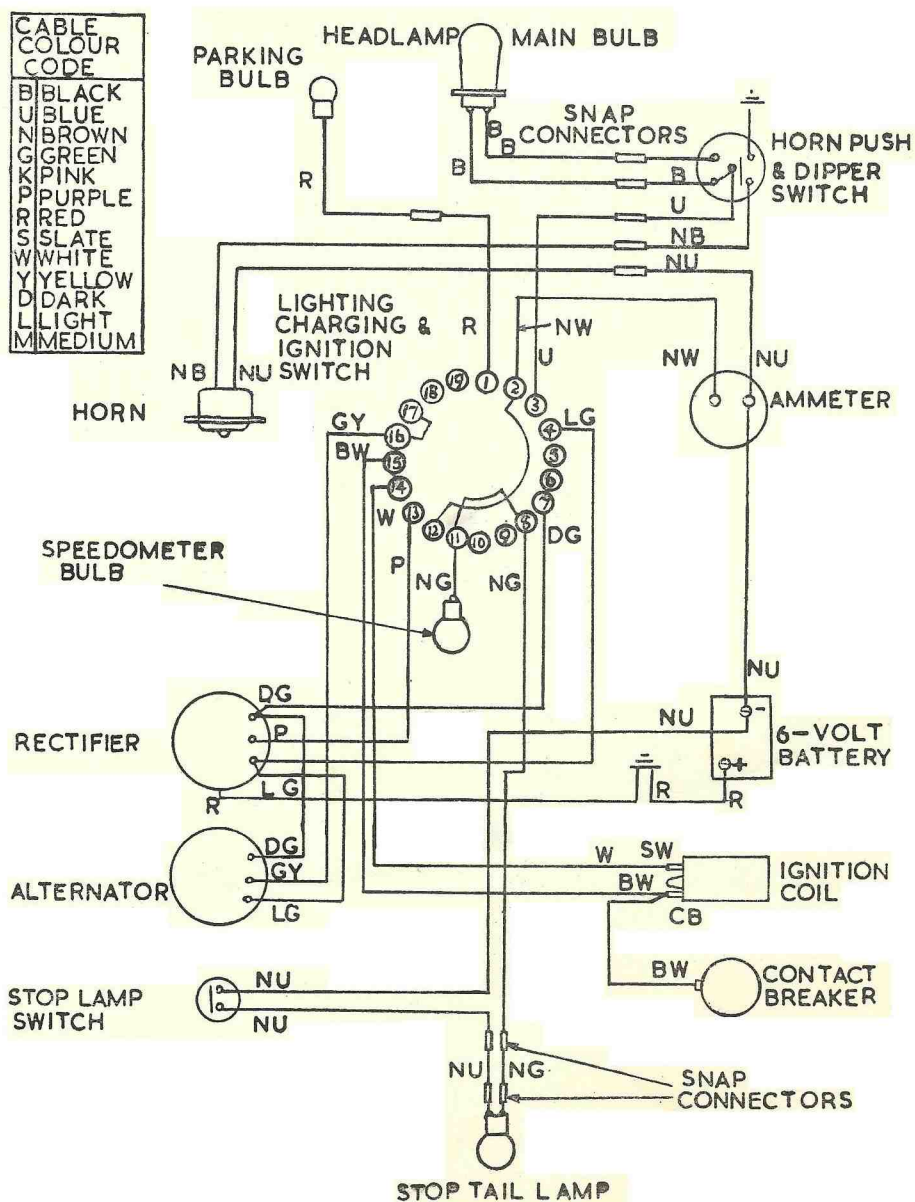 CABLE
COLOUR
CODE
B BLACK
U BLUE
N BROWN
G GREEN
K PINK
P PURPLE
R RED
S SLATE
W WHITE
Y YELLOW
D DARK
L LIGHT
M MEDIUM
HEADLAMP MAIN BULB
PARKING
BULB
SNAP
CONNECTORS
HORN PUSH
& DIPPER
SWITCH
B
B
B
B
R
U
NB
NU
LIGHTING
CHARGING &
IGNITION
SWITCH
R
NW
U
NW
NU
NB
NU
HORN
AMMETER
GY
BW
W
P
LG
DG
NG
NG
1
2
3
4
5
6
7
8
9
10
11
12
13
14
15
16
17
18
19
SPEEDOMETER
BULB
NU
DG
P
LG
R
RECTIFIER
NU
-
+
6-VOLT
BATTERY
R
R
DG
GY
LG
ALTERNATOR
W
SW
BW
CB
IGNITION
COIL
BW
CONTACT
BREAKER
STOP LAMP
SWITCH
NU
NU
NU
NG
SNAP
CONNECTORS
STOP TAIL LAMP